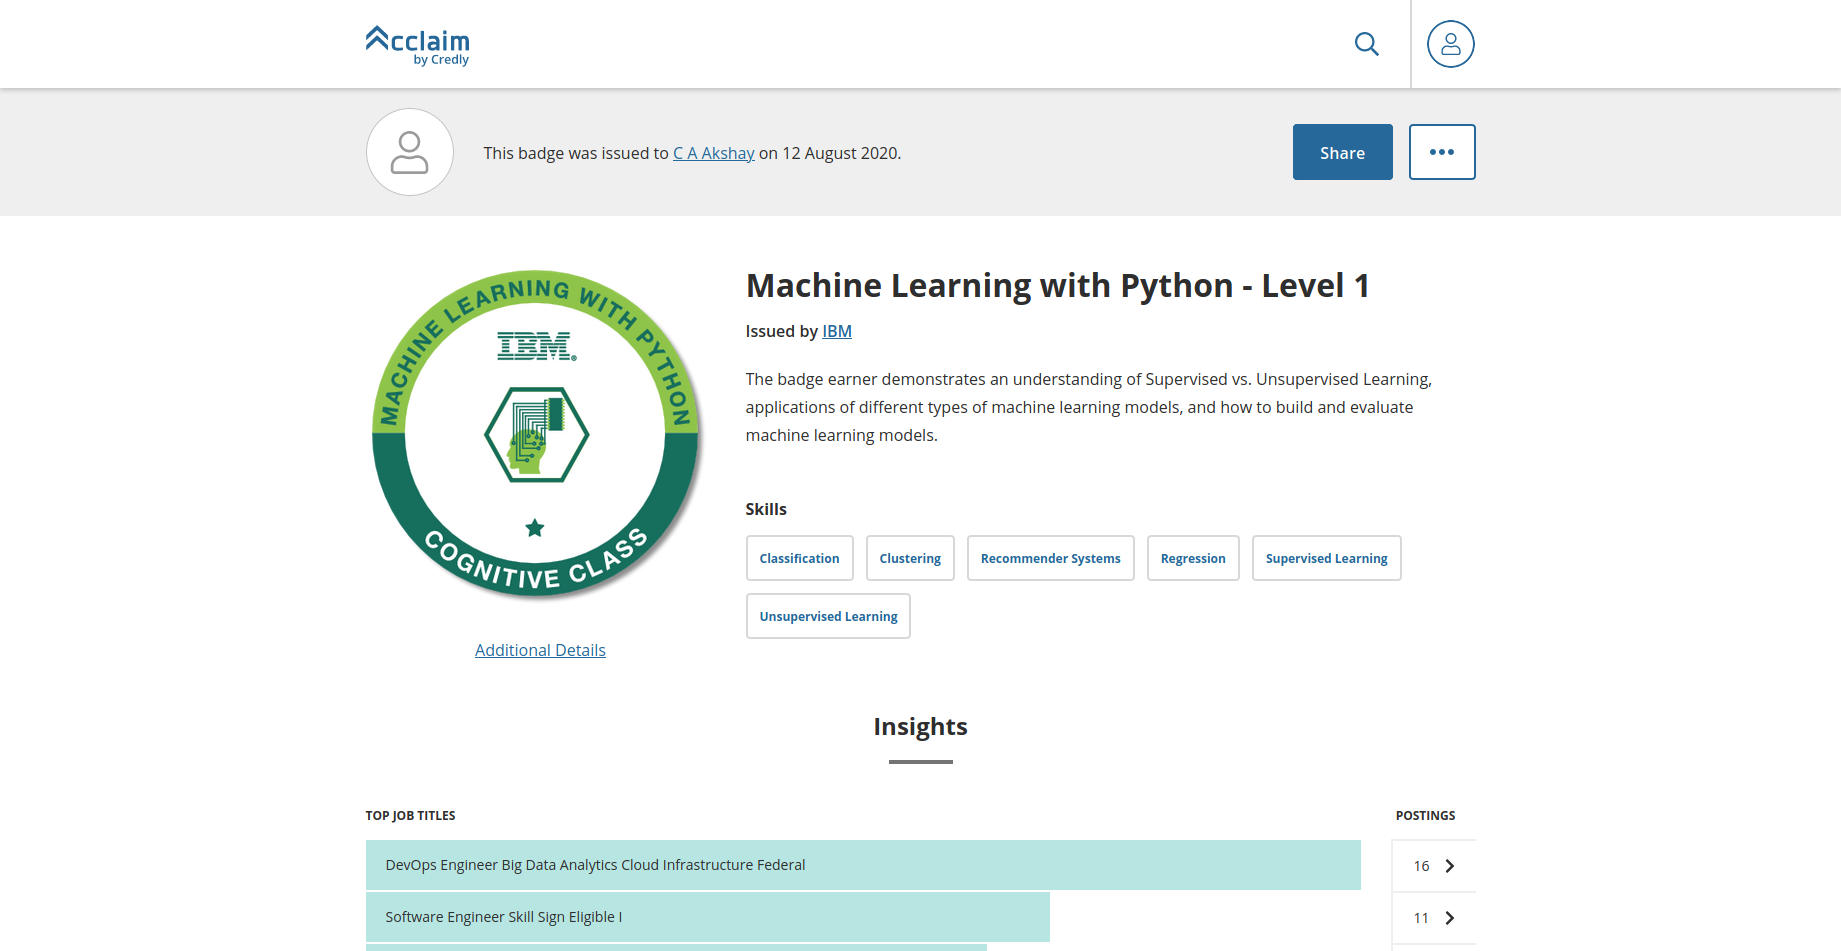 cclaim
by Credly
This badge was issued to C A Akshay on 12 August 2020.
Share
MACHINE LEARNING WITH PYTHON
IBM®
COGNITIVE CLASS
Additional Details
Machine Learning with Python - Level 1
Issued by IBM
The badge earner demonstrates an understanding of Supervised vs. Unsupervised Learning,
applications of different types of machine learning models, and how to build and evaluate
machine learning models.
Skills
Classification
Clustering
Recommender Systems
Regression
Supervised Learning
Unsupervised Learning
Insights
TOP JOB TITLES
POSTINGS
DevOps Engineer Big Data Analytics Cloud Infrastructure Federal
16
Software Engineer Skill Sign Eligible I
11